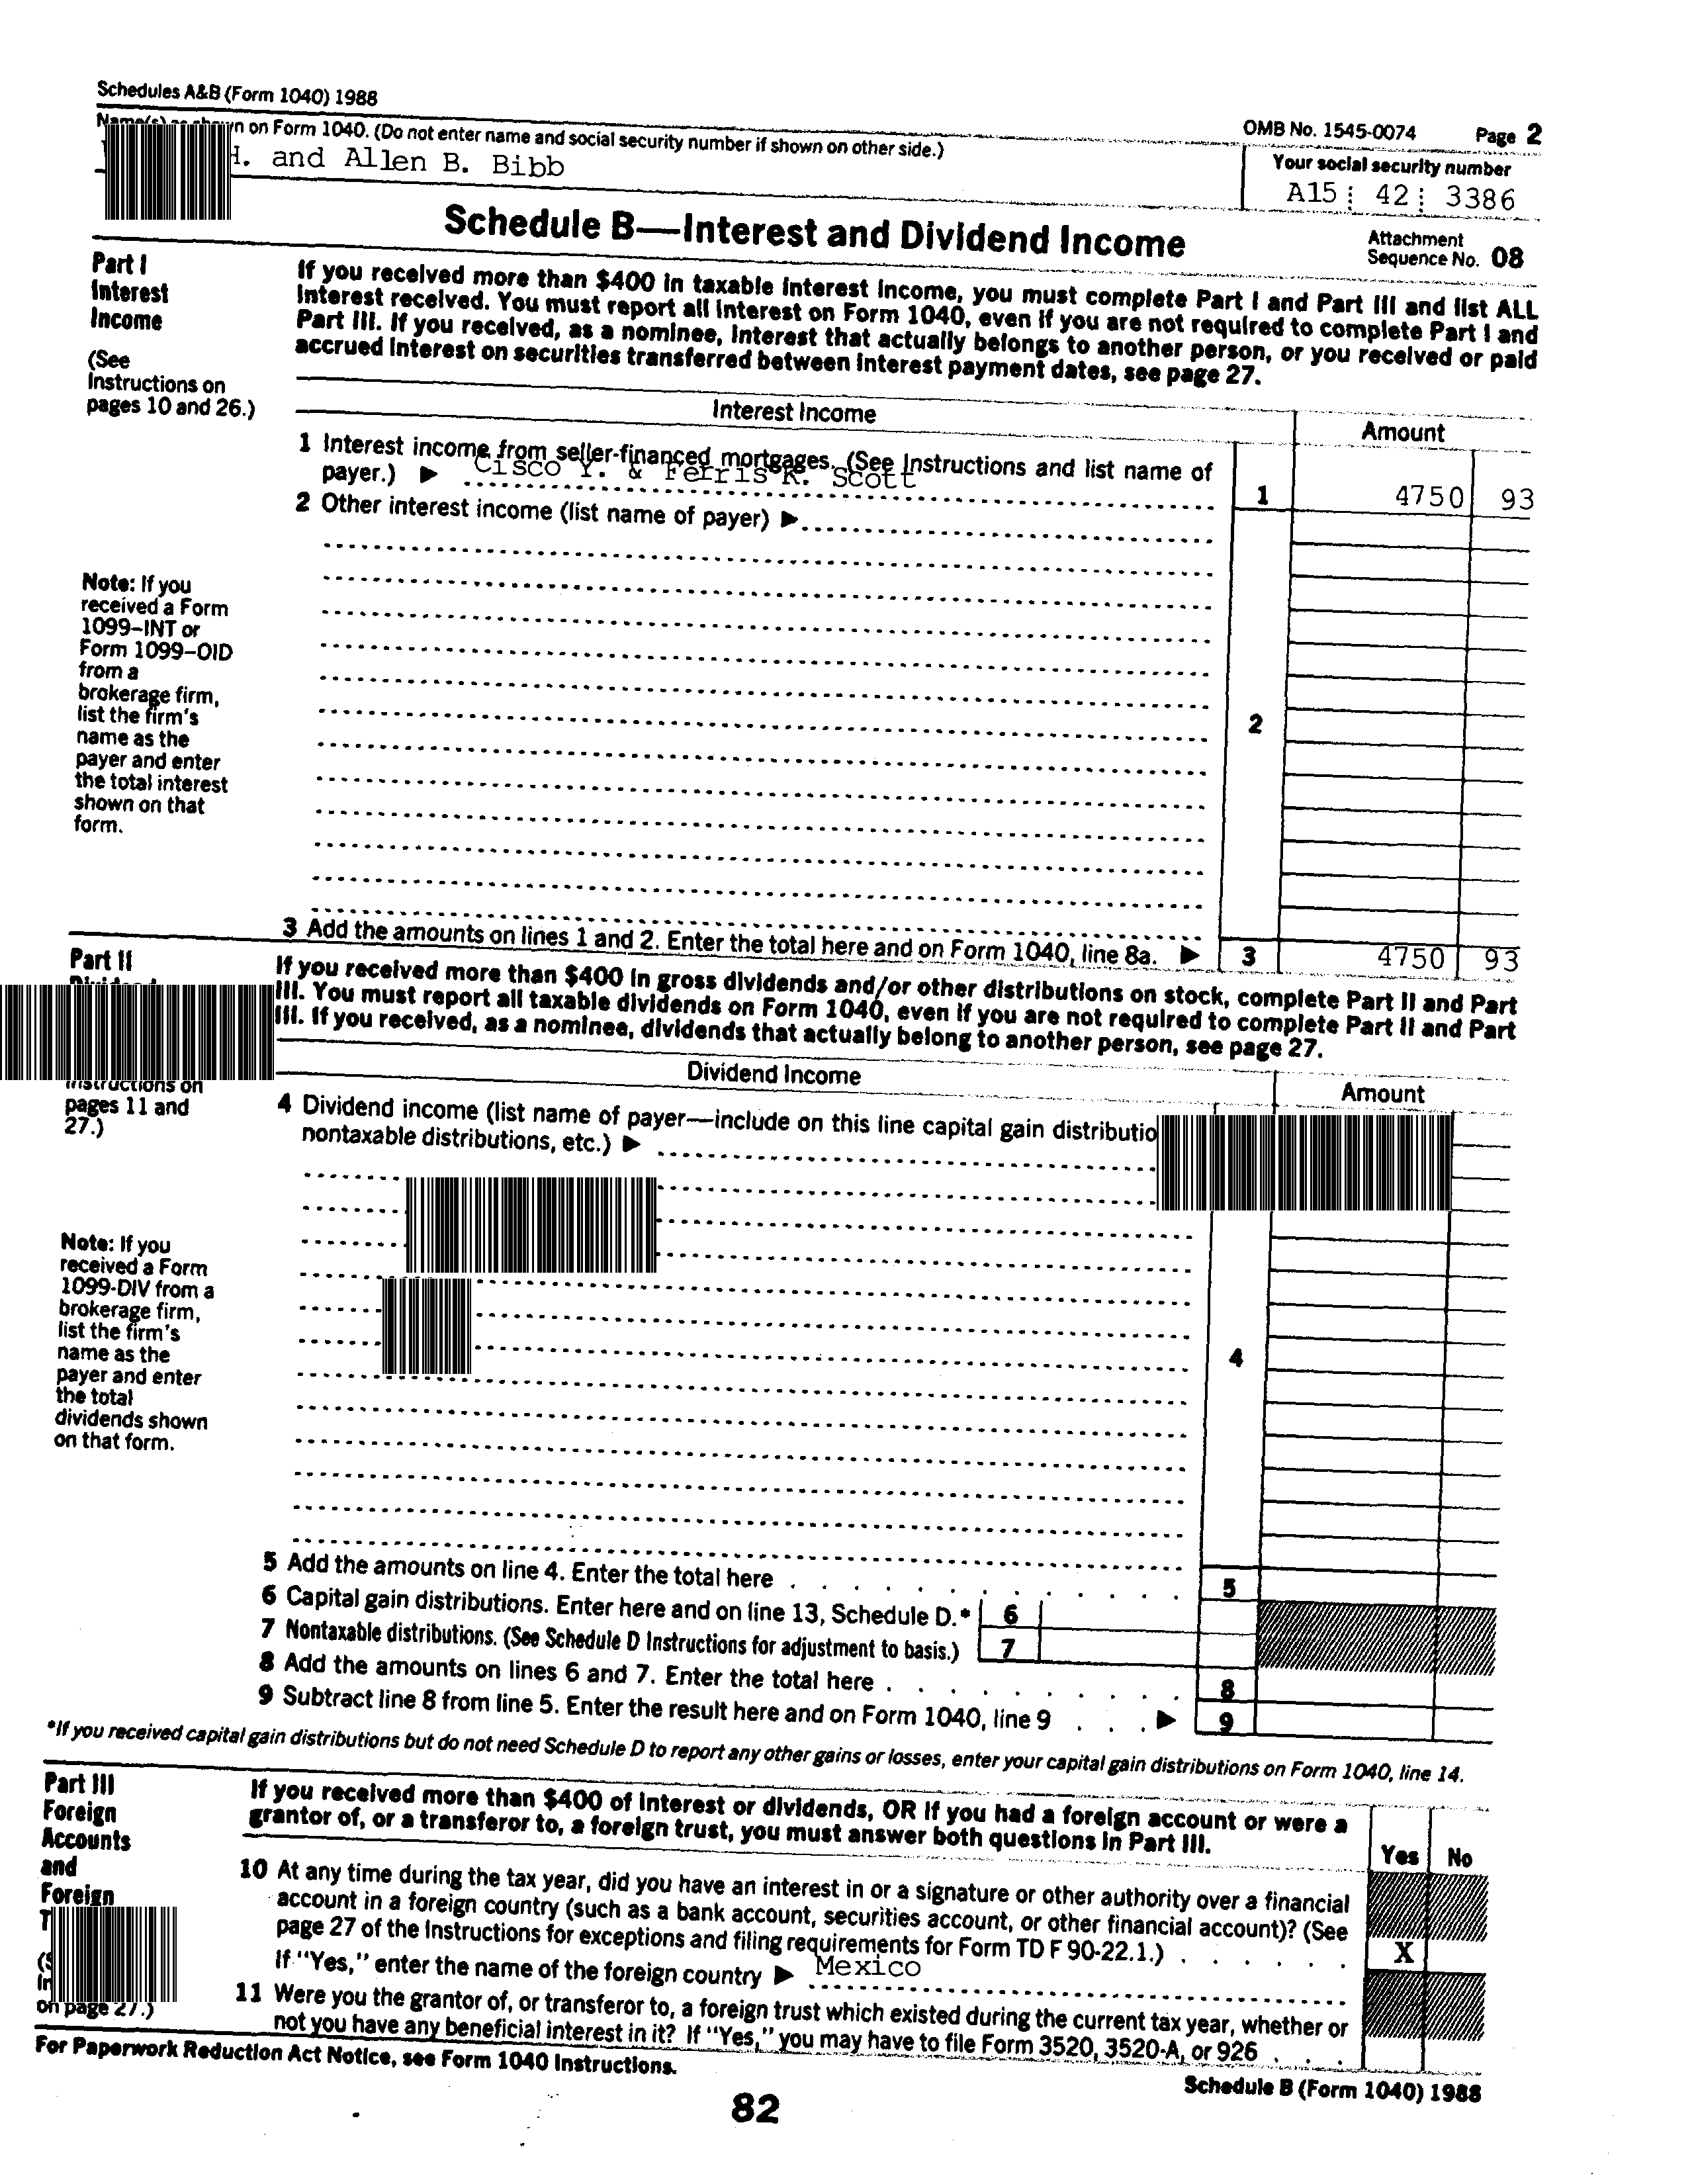 Schedules A&B (Form 1040) 1988
OMB No. 1545-0074 Page 2
on Form 1040. (Do not enter name and social security number if shown on other side.)
H. and Allen B. Bibb
Your social security number
A15 42 3386
Schedule B—Interest and Dividend Income
Attachment
Sequence No. 08
Part I
Interest
Income
(See
Instructions on
pages 10 and 26.)
If you received more than $400 in taxable interest income, you must complete Part I and Part III and list ALL
interest received. You must report all interest on Form 1040, even if you are not required to complete Part I and
Part III. If you received, as a nominee, interest that actually belongs to another person, or you received or paid
accrued interest on securities transferred between interest payment dates, see page 27.
Interest Income
Amount
1 Interest income from seller-financed mortgages. (See Instructions and list name of
payer.) ▶ Cisco Y. & Ferris R. Scott
1 4750 93
2 Other interest income (list name of payer) ▶
Note: If you
received a Form
1099–INT or
Form 1099–OID
from a
brokerage firm,
list the firm's
name as the
payer and enter
the total interest
shown on that
form.
2
3 Add the amounts on lines 1 and 2. Enter the total here and on Form 1040, line 8a. ▶ 3 4750 93
Part II
If you received more than $400 in gross dividends and/or other distributions on stock, complete Part II and Part
III. You must report all taxable dividends on Form 1040, even if you are not required to complete Part II and Part
III. If you received, as a nominee, dividends that actually belong to another person, see page 27.
Instructions on
pages 11 and
27.)
Dividend Income
Amount
4 Dividend income (list name of payer—include on this line capital gain distributio
nontaxable distributions, etc.) ▶
Note: If you
received a Form
1099-DIV from a
brokerage firm,
list the firm's
name as the
payer and enter
the total
dividends shown
on that form.
4
5 Add the amounts on line 4. Enter the total here . . . . . . . . . . . . 5
6 Capital gain distributions. Enter here and on line 13, Schedule D.* 6
7 Nontaxable distributions. (See Schedule D Instructions for adjustment to basis.) 7
8 Add the amounts on lines 6 and 7. Enter the total here . . . . . . . . . . 8
9 Subtract line 8 from line 5. Enter the result here and on Form 1040, line 9 . . . ▶ 9
*If you received capital gain distributions but do not need Schedule D to report any other gains or losses, enter your capital gain distributions on Form 1040, line 14.
Part III
Foreign
Accounts
and
Foreign
T
(S
In
on page 27.)
If you received more than $400 of interest or dividends, OR if you had a foreign account or were a
grantor of, or a transferor to, a foreign trust, you must answer both questions in Part III.
Yes No
10 At any time during the tax year, did you have an interest in or a signature or other authority over a financial
account in a foreign country (such as a bank account, securities account, or other financial account)? (See
page 27 of the Instructions for exceptions and filing requirements for Form TD F 90-22.1.) . . . . . . X
If "Yes," enter the name of the foreign country ▶ Mexico
11 Were you the grantor of, or transferor to, a foreign trust which existed during the current tax year, whether or
not you have any beneficial interest in it? If "Yes," you may have to file Form 3520, 3520-A, or 926 . . .
For Paperwork Reduction Act Notice, see Form 1040 Instructions.
Schedule B (Form 1040) 1988
82